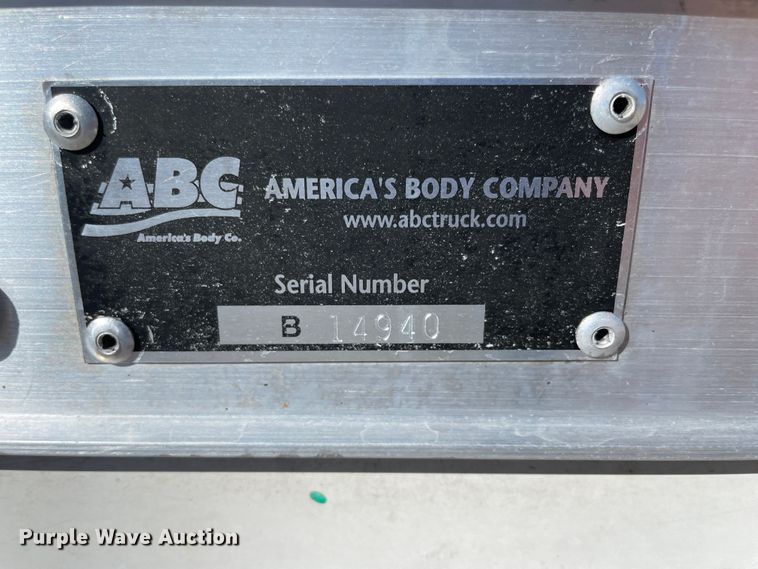 ABC
America's Body Co.
AMERICA'S BODY COMPANY
www.abctruck.com
Serial Number
B 14940
Purple Wave Auction